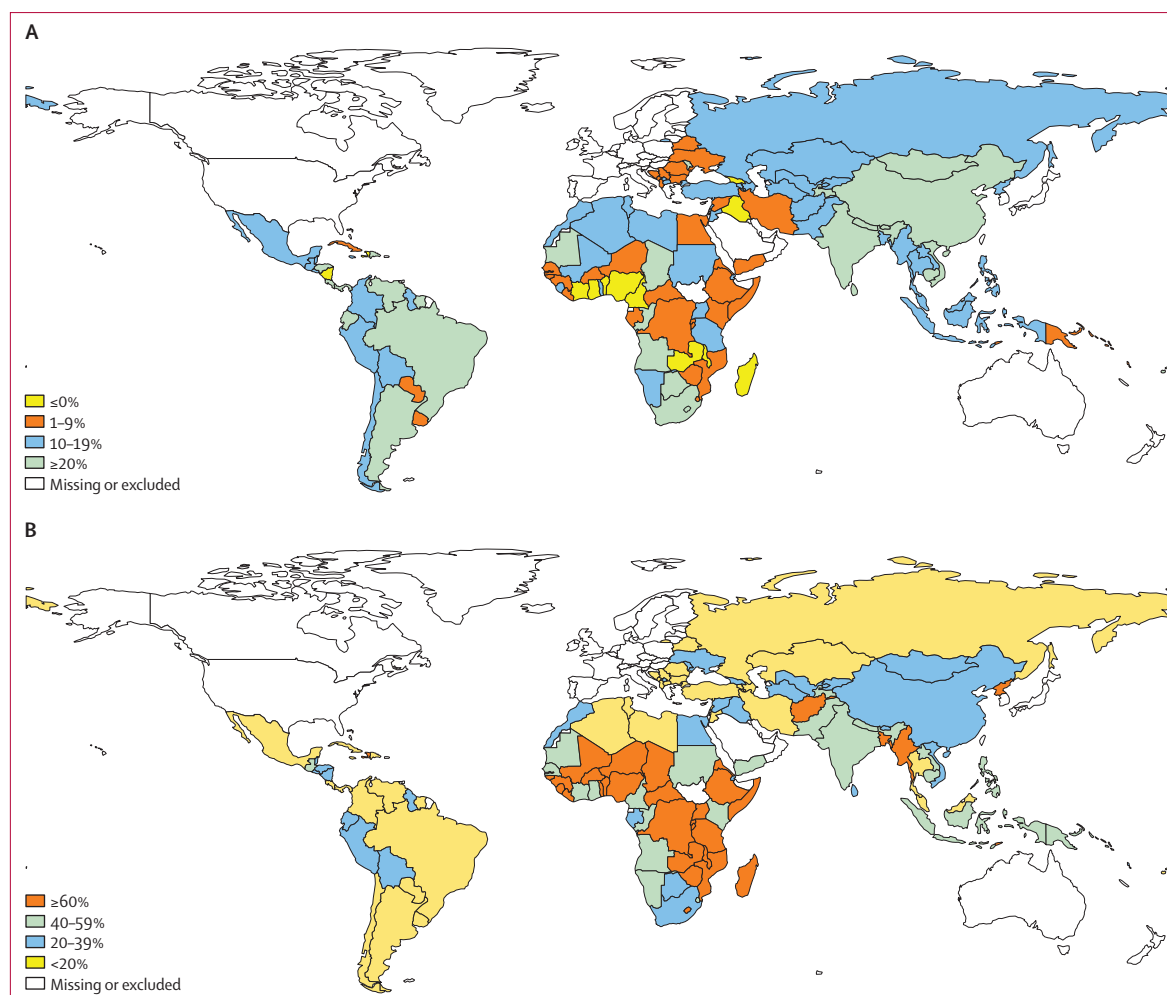 A
≤0%
1–9%
10–19%
≥20%
Missing or excluded
B
≥60%
40–59%
20–39%
<20%
Missing or excluded